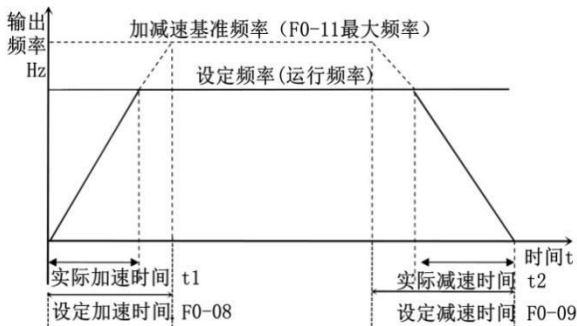 输出
频率
Hz
加减速基准频率（F0-11最大频率）
设定频率(运行频率)
时间t
实际加速时间 t1
实际减速时间 t2
设定加速时间 F0-08
设定减速时间 F0-09